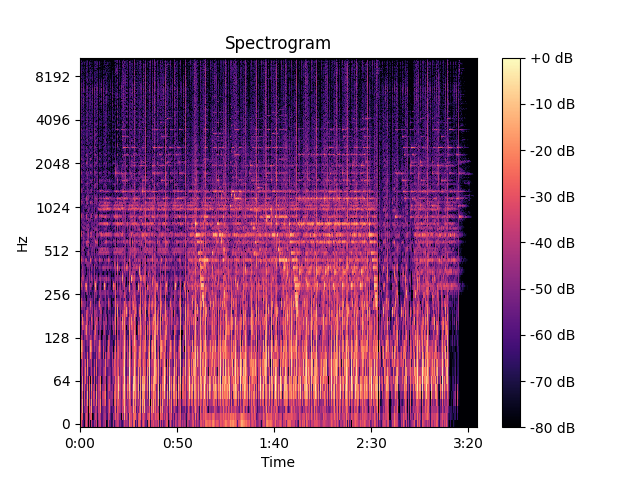 Spectrogram
8192
4096
2048
1024
512
256
128
64
0
Hz
0:00 0:50 1:40 2:30 3:20
Time
+0 dB
-10 dB
-20 dB
-30 dB
-40 dB
-50 dB
-60 dB
-70 dB
-80 dB